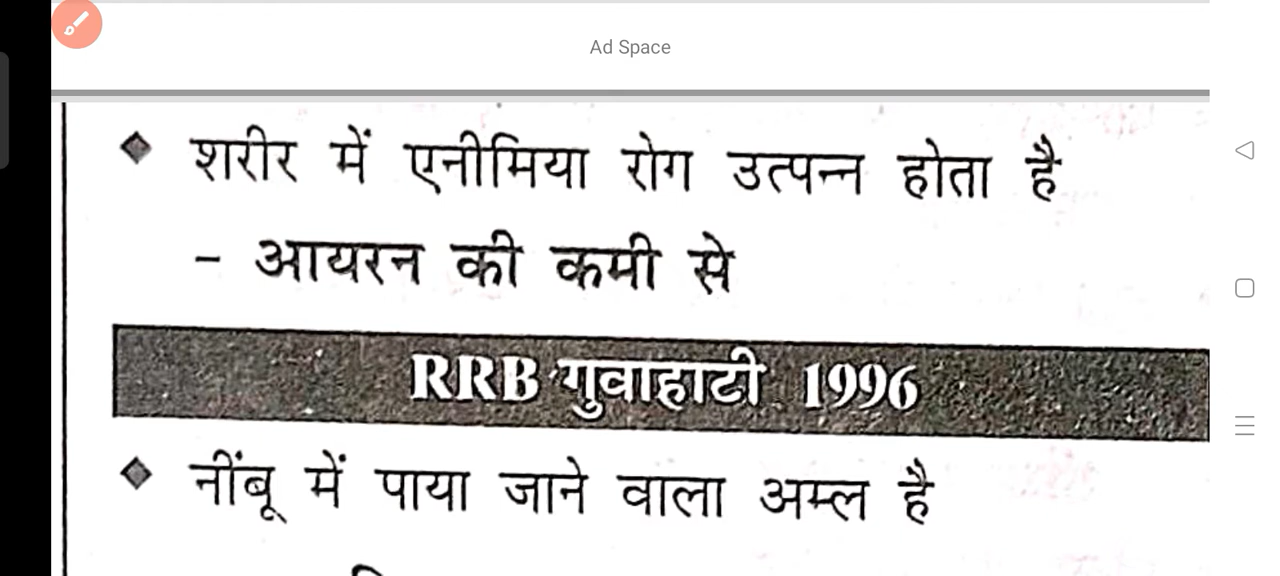 Ad Space
◆ शरीर में एनीमिया रोग उत्पन्न होता है
– आयरन की कमी से
RRB गुवाहाटी 1996
◆ नींबू में पाया जाने वाला अम्ल है